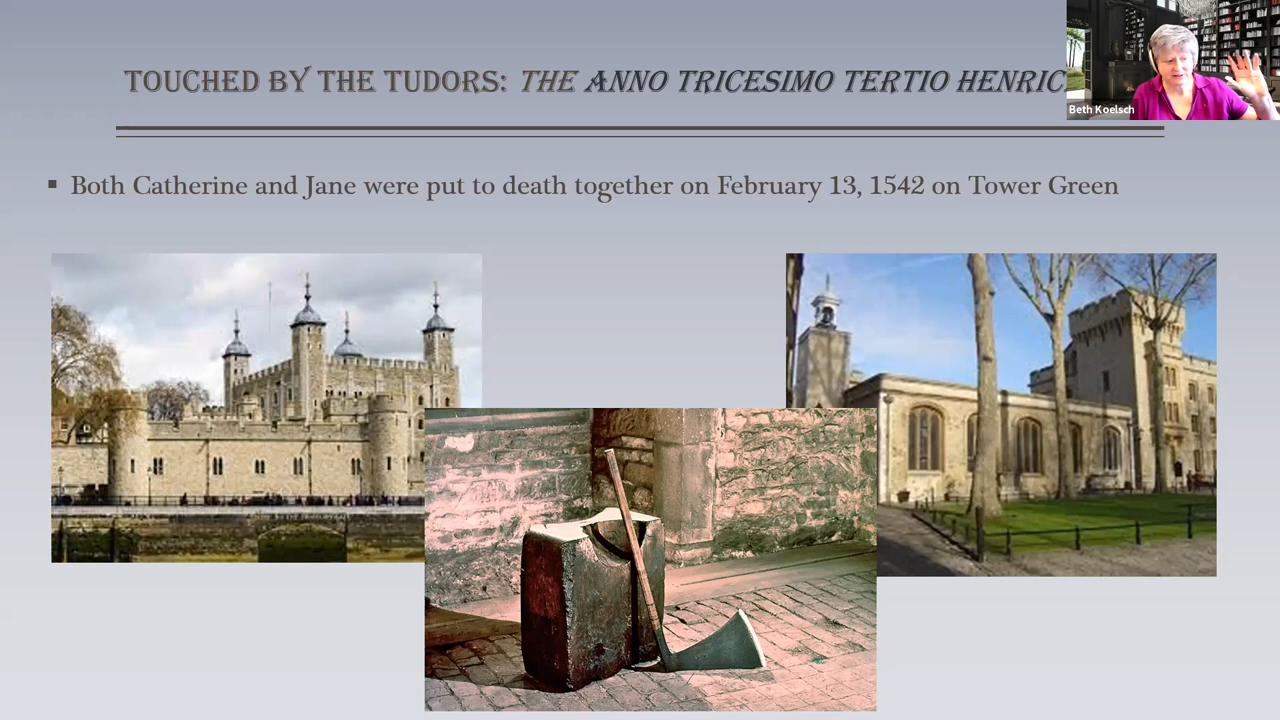 TOUCHED BY THE TUDORS: THE ANNO TRICESIMO TERTIO HENRIC
Beth Koelsch
▪ Both Catherine and Jane were put to death together on February 13, 1542 on Tower Green